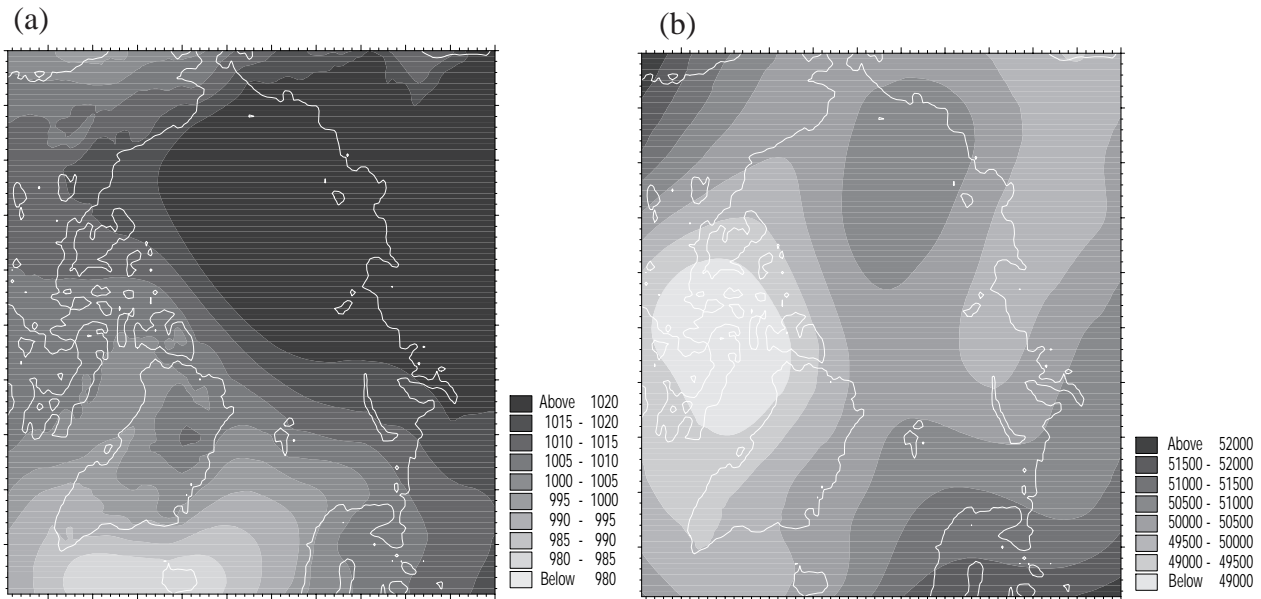 (a)
(b)
Above 1020
1015 - 1020
1010 - 1015
1005 - 1010
1000 - 1005
995 - 1000
990 - 995
985 - 990
980 - 985
Below 980
Above 52000
51500 - 52000
51000 - 51500
50500 - 51000
50000 - 50500
49500 - 50000
49000 - 49500
Below 49000